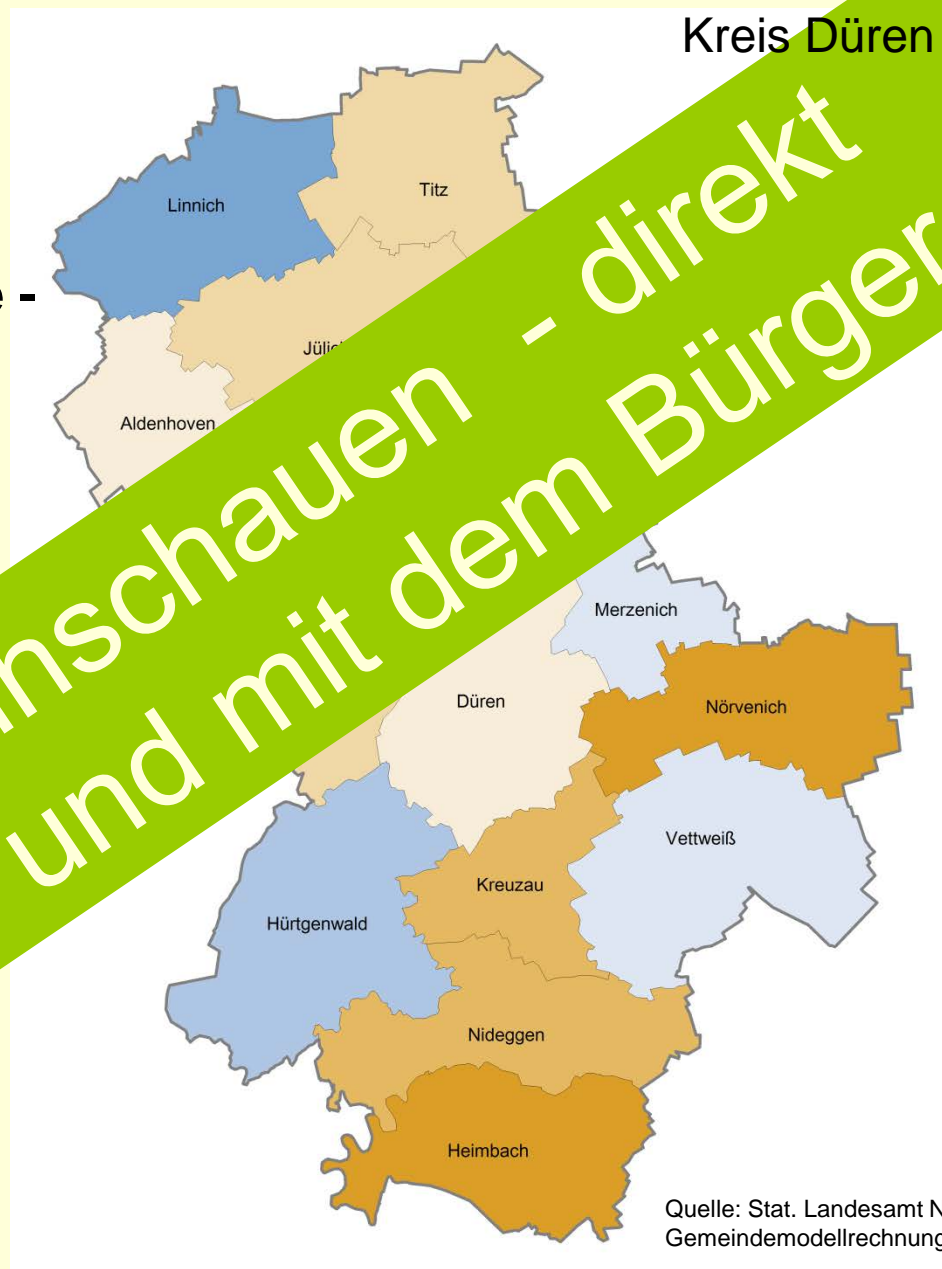 Kreis Düren
Linnich
Titz
e -
Aldenhoven
nschauen - direkt
und mit dem Bürger
Merzenich
Düren
Nörvenich
Vettweiß
Kreuzau
Hürtgenwald
Nideggen
Heimbach
Quelle: Stat. Landesamt N
Gemeindemodellrechnung